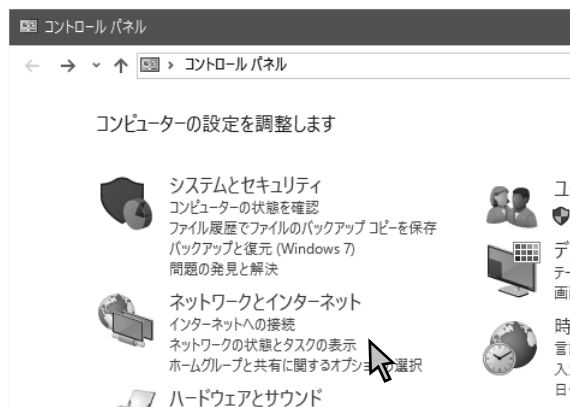 コントロール パネル
コントロール パネル
コンピューターの設定を調整します
システムとセキュリティ
コンピューターの状態を確認
ファイル履歴でファイルのバックアップ コピーを保存
バックアップと復元 (Windows 7)
問題の発見と解決
ネットワークとインターネット
インターネットへの接続
ネットワークの状態とタスクの表示
ホームグループと共有に関するオプションの選択
ハードウェアとサウンド
ユ
デ
テー
画
時
言
入
日